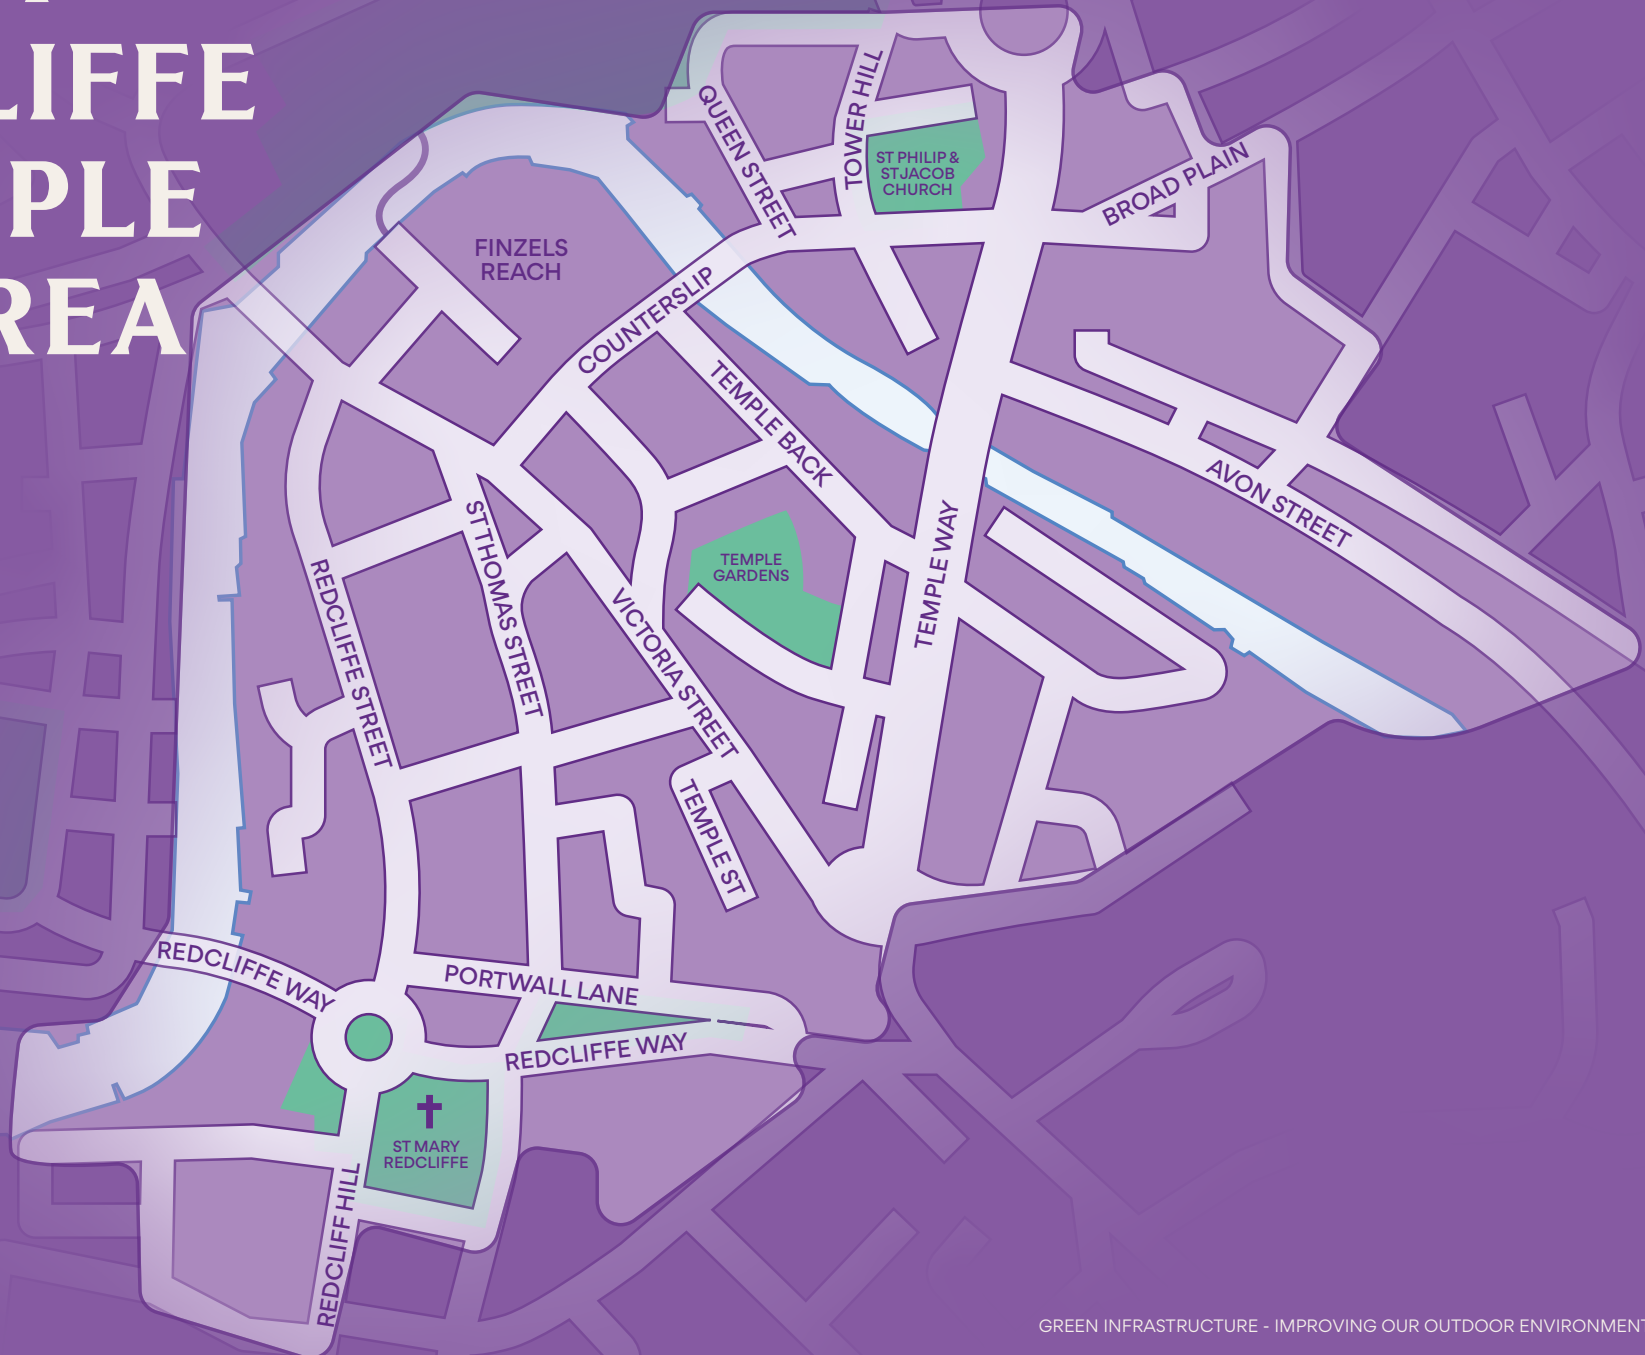 LIFFE
PLE
REA
QUEEN STREET
TOWER HILL
ST PHILIP &
ST JACOB
CHURCH
BROAD PLAIN
FINZELS
REACH
COUNTERSLIP
TEMPLE BACK
AVON STREET
ST THOMAS STREET
TEMPLE WAY
TEMPLE
GARDENS
REDCLIFFE STREET
VICTORIA STREET
TEMPLE ST
REDCLIFFE WAY
PORTWALL LANE
REDCLIFFE WAY
ST MARY
REDCLIFFE
REDCLIFF HILL
GREEN INFRASTRUCTURE - IMPROVING OUR OUTDOOR ENVIRONMENT